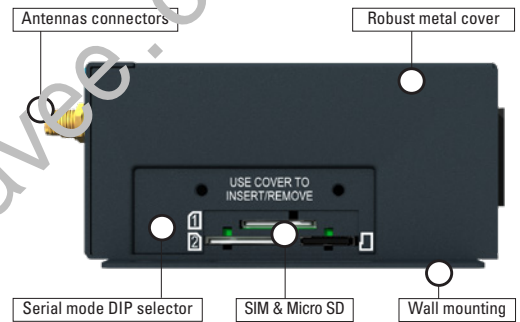 Antennas connectors
Robust metal cover
USE COVER TO
INSERT/REMOVE
1
2
Serial mode DIP selector
SIM & Micro SD
Wall mounting